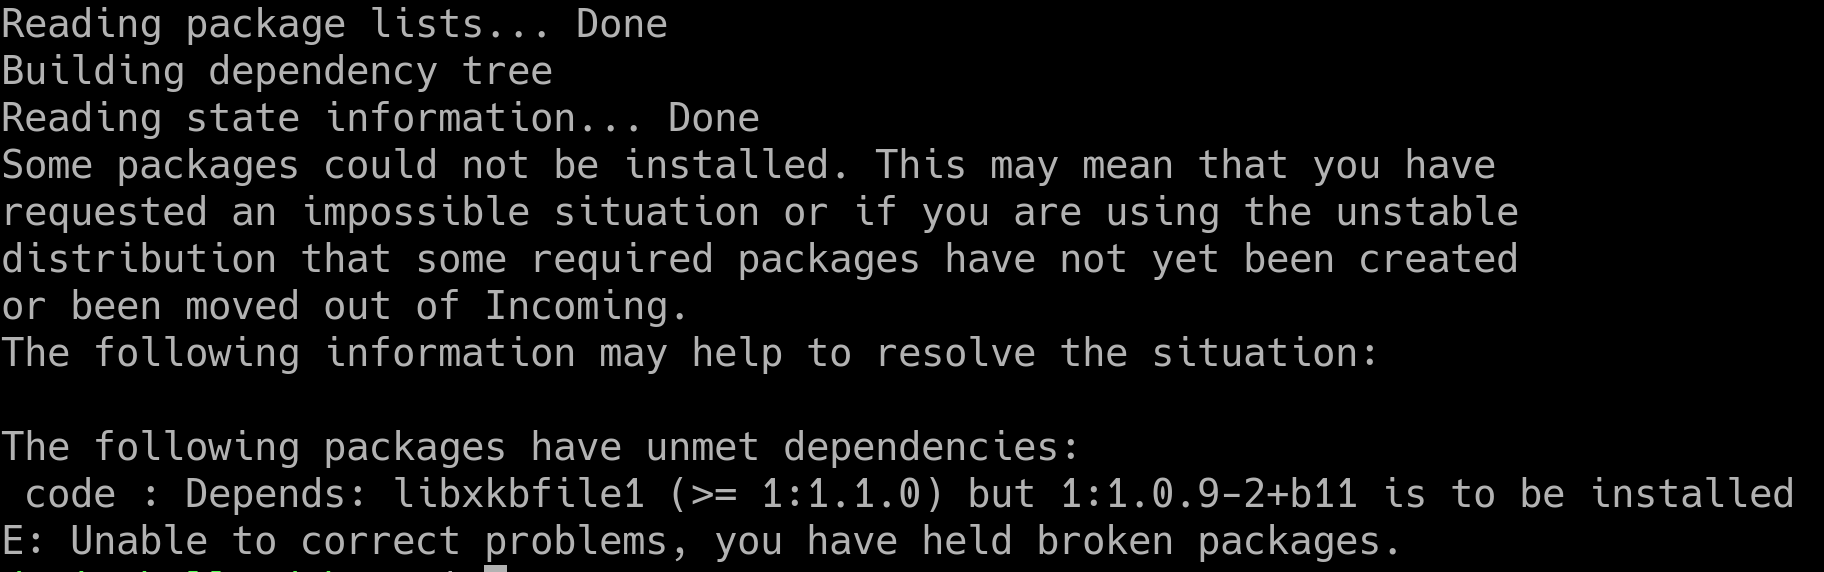 Reading package lists... Done
Building dependency tree
Reading state information... Done
Some packages could not be installed. This may mean that you have
requested an impossible situation or if you are using the unstable
distribution that some required packages have not yet been created
or been moved out of Incoming.
The following information may help to resolve the situation:

The following packages have unmet dependencies:
 code : Depends: libxkbfile1 (>= 1:1.1.0) but 1:1.0.9-2+b11 is to be installed
E: Unable to correct problems, you have held broken packages.